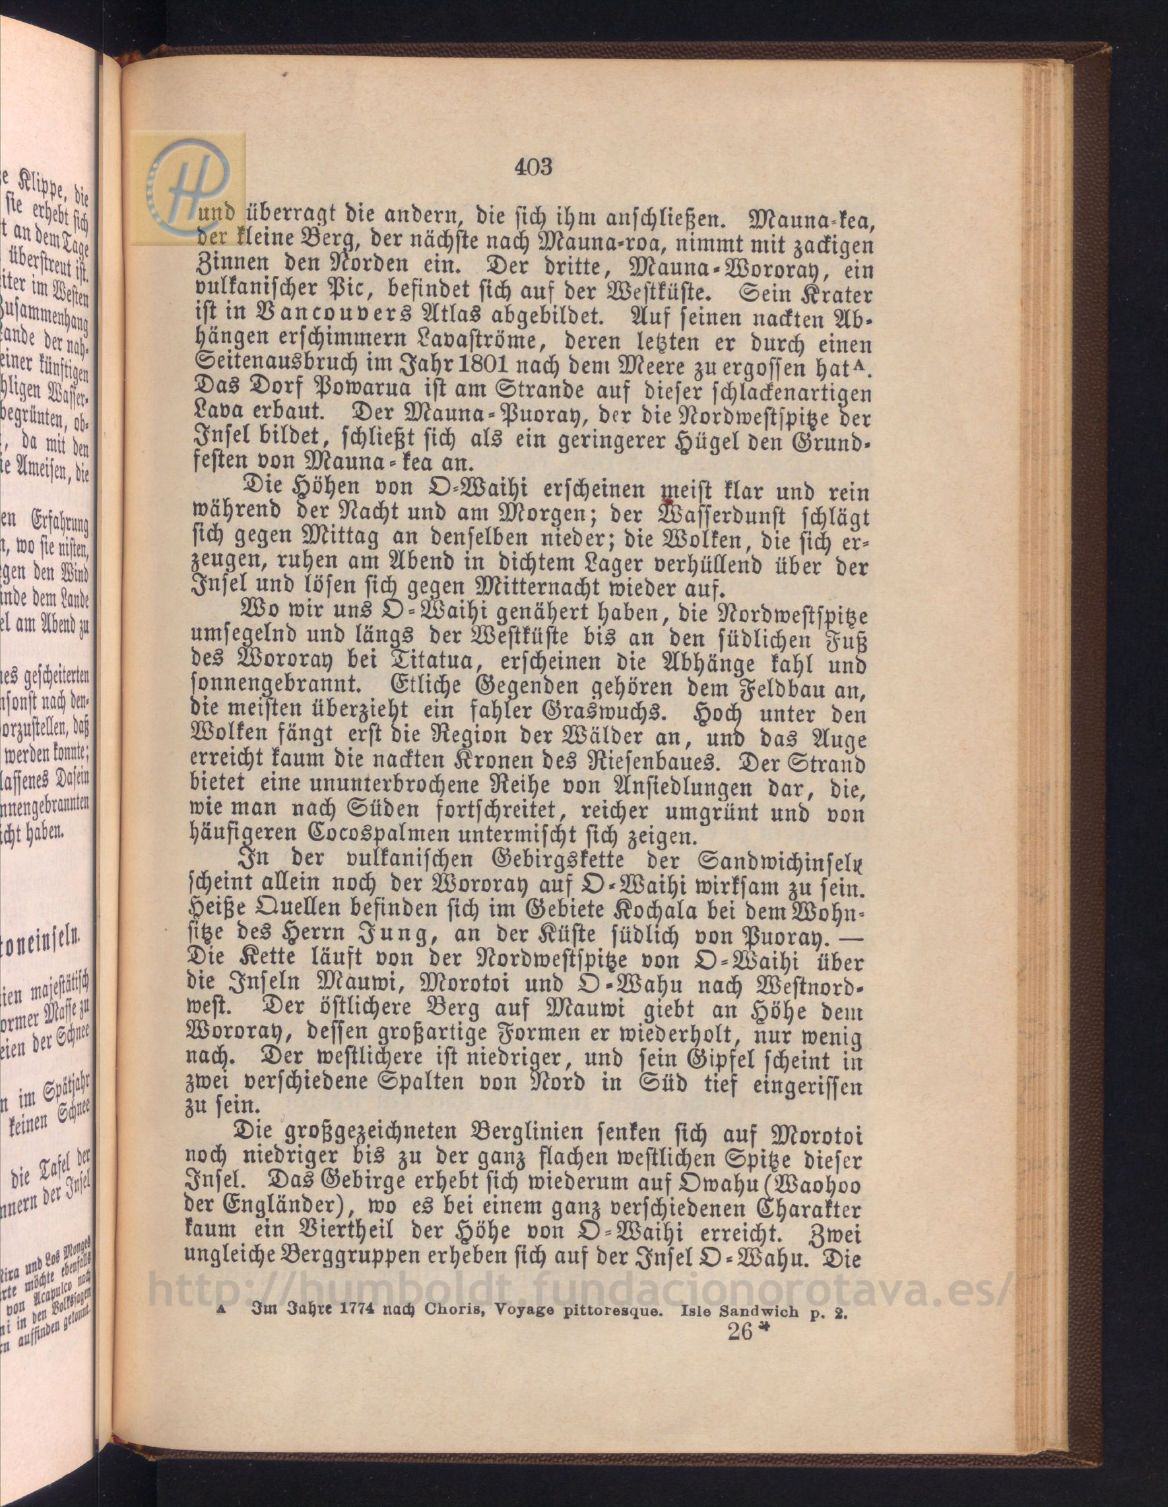 403
und überragt die andern, die sich ihm anschließen. Mauna-kea,
der kleine Berg, der nächste nach Mauna-roa, nimmt mit zackigen
Zinnen den Norden ein. Der dritte, Mauna-Wororay, ein
vulkanischer Pic, befindet sich auf der Westküste. Sein Krater
ist in Vancouvers Atlas abgebildet. Auf seinen nackten Ab-
hängen erschimmern Lavaströme, deren letzten er durch einen
Seitenausbruch im Jahr 1801 nach dem Meere zu ergossen hat A.
Das Dorf Powarua ist am Strande auf dieser schlackenartigen
Lava erbaut. Der Mauna-Puoray, der die Nordwestspitze der
Insel bildet, schließt sich als ein geringerer Hügel den Grund-
festen von Mauna-kea an.
Die Höhen von O-Waihi erscheinen meist klar und rein
während der Nacht und am Morgen; der Wasserdunst schlägt
sich gegen Mittag an denselben nieder; die Wolken, die sich er-
zeugen, ruhen am Abend in dichtem Lager verhüllend über der
Insel und lösen sich gegen Mitternacht wieder auf.
Wo wir uns O-Waihi genähert haben, die Nordwestspitze
umsegelnd und längs der Westküste bis an den südlichen Fuß
des Wororay bei Titatua, erscheinen die Abhänge kahl und
sonnengebrannt. Etliche Gegenden gehören dem Feldbau an,
die meisten überzieht ein fahler Graswuchs. Hoch unter den
Wolken fängt erst die Region der Wälder an, und das Auge
erreicht kaum die nackten Kronen des Riesenbaues. Der Strand
bietet eine ununterbrochene Reihe von Ansiedlungen dar, die,
wie man nach Süden fortschreitet, reicher umgrünt und von
häufigeren Cocospalmen untermischt sich zeigen.
In der vulkanischen Gebirgskette der Sandwichinseln
scheint allein noch der Wororay auf O-Waihi wirksam zu sein.
Heiße Quellen befinden sich im Gebiete Kochala bei dem Wohn-
sitze des Herrn Jung, an der Küste südlich von Puoray. —
Die Kette läuft von der Nordwestspitze von O-Waihi über
die Inseln Mauwi, Morotoi und O-Wahu nach Westnord-
west. Der östlichere Berg auf Mauwi giebt an Höhe dem
Wororay, dessen großartige Formen er wiederholt, nur wenig
nach. Der westlichere ist niedriger, und sein Gipfel scheint in
zwei verschiedene Spalten von Nord in Süd tief eingerissen
zu sein.
Die großgezeichneten Berglinien senken sich auf Morotoi
noch niedriger bis zu der ganz flachen westlichen Spitze dieser
Insel. Das Gebirge erhebt sich wiederum auf Owahu (Waohoo
der Engländer), wo es bei einem ganz verschiedenen Charakter
kaum ein Viertheil der Höhe von O-Waihi erreicht. Zwei
ungleiche Berggruppen erheben sich auf der Insel O-Wahu. Die
http://humboldt.fundacionorotava.es/
A Im Jahre 1774 nach Choris, Voyage pittoresque. Isle Sandwich p. 2.
26*